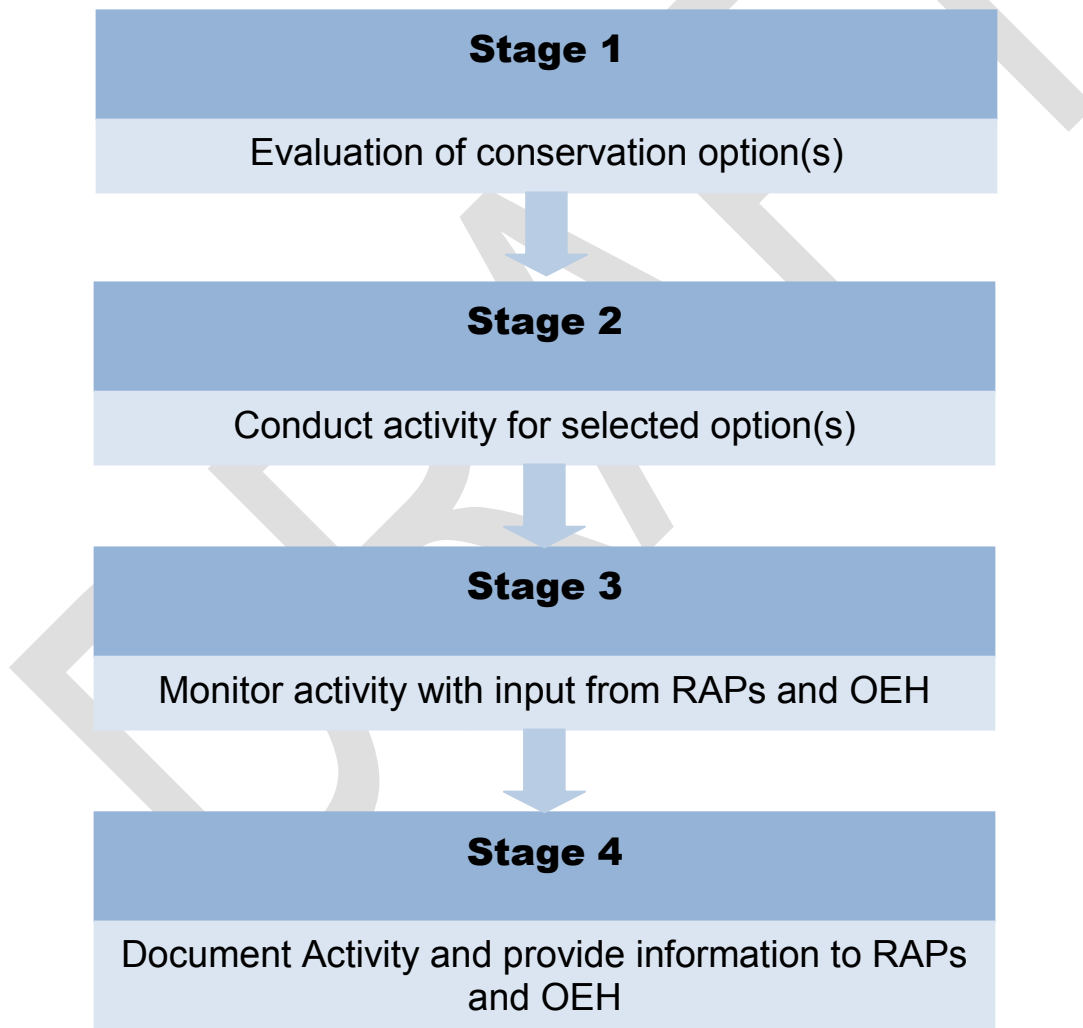 Stage 1
Evaluation of conservation option(s)
Stage 2
Conduct activity for selected option(s)
Stage 3
Monitor activity with input from RAPs and OEH
Stage 4
Document Activity and provide information to RAPs
and OEH